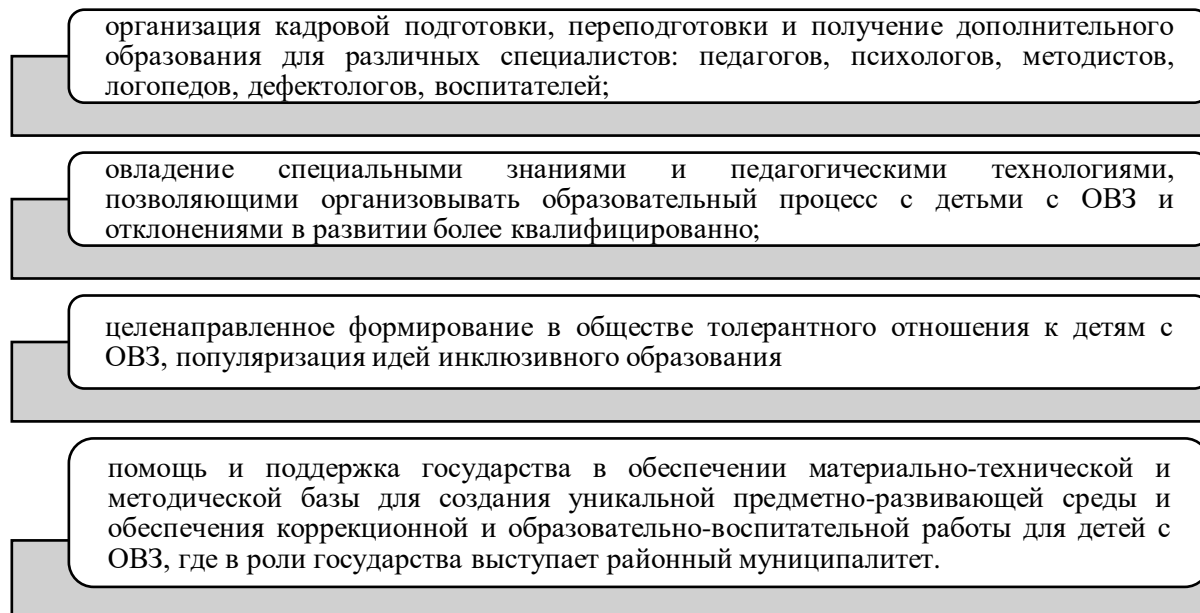 организация кадровой подготовки, переподготовки и получение дополнительного
образования для различных специалистов: педагогов, психологов, методистов,
логопедов, дефектологов, воспитателей;
овладение специальными знаниями и педагогическими технологиями,
позволяющими организовывать образовательный процесс с детьми с ОВЗ и
отклонениями в развитии более квалифицированно;
целенаправленное формирование в обществе толерантного отношения к детям с
ОВЗ, популяризация идей инклюзивного образования
помощь и поддержка государства в обеспечении материально-технической и
методической базы для создания уникальной предметно-развивающей среды и
обеспечения коррекционной и образовательно-воспитательной работы для детей с
ОВЗ, где в роли государства выступает районный муниципалитет.